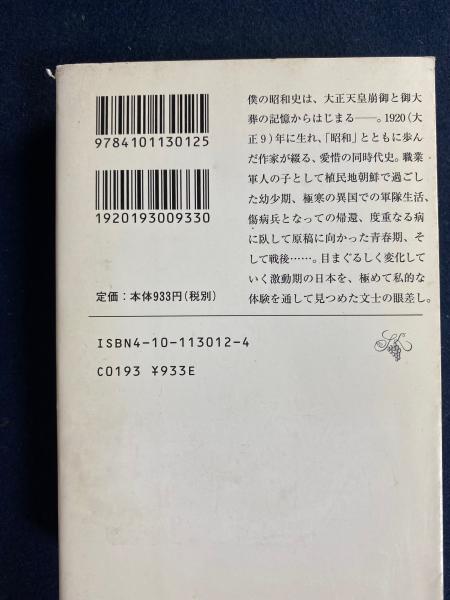 9784101130125
1920193009330
定価：本体933円（税別）
僕の昭和史は、大正天皇崩御と御大
葬の記憶からはじまる――。1920（大
正９）年に生れ、「昭和」とともに歩ん
だ作家が綴る、愛惜の同時代史。職業
軍人の子として植民地朝鮮で過ごし
た幼少期、極寒の異国での軍隊生活、
傷病兵となっての帰還、度重なる病
に臥して原稿に向かった青春期、そ
して戦後……。目まぐるしく変化して
いく激動期の日本を、極めて私的な
体験を通して見つめた文士の眼差し。
ISBN4-10-113012-4
C0193 ¥933E